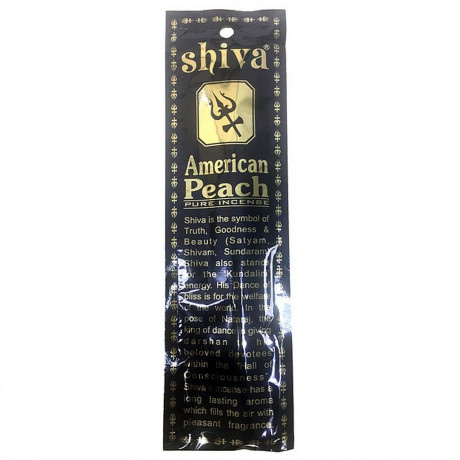 shiva®
American
Peach
PURE INCENSE
Shiva is the symbol of
Truth, Goodness &
Beauty (Satyam,
Shivam, Sundaram)
Shiva also stands
for the 'Kundalini
energy. His Dance of
bliss is for the welfare
of the world. In the
pose of Nataraj, the
king of dance is giving
darshan his
beloved devotees
within the "Hall of
Consciousness"
Shiva's incense has a
long lasting aroma
which fills the air with
pleasant fragrance.